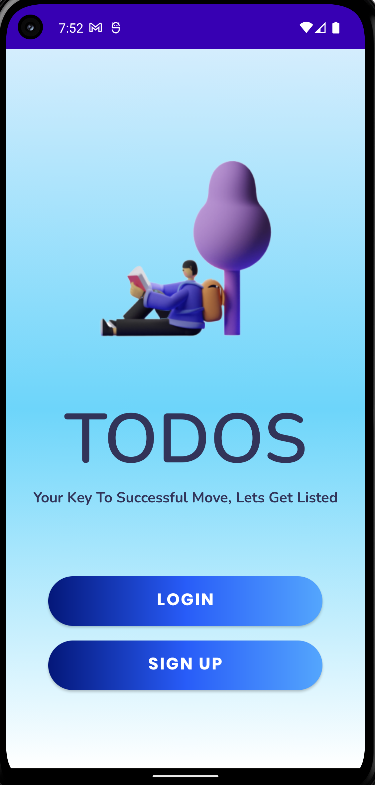 7:52
TODOS
Your Key To Successful Move, Lets Get Listed
LOGIN
SIGN UP